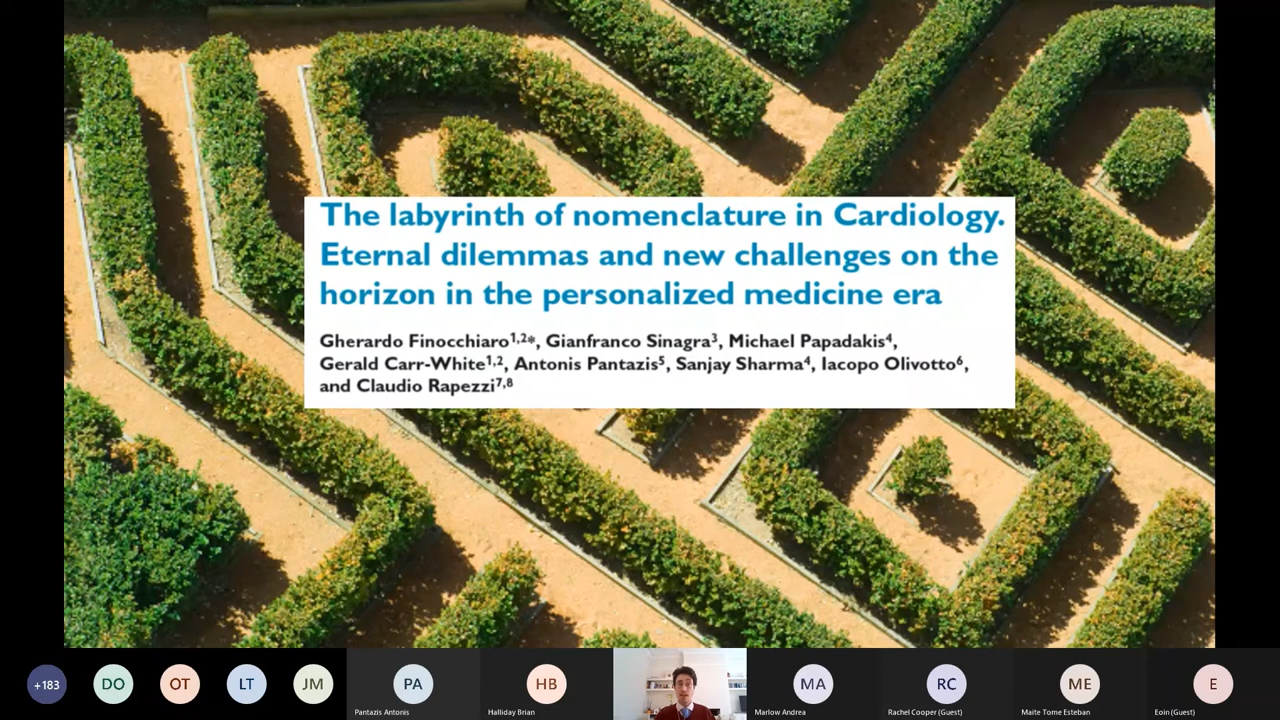 The labyrinth of nomenclature in Cardiology.
Eternal dilemmas and new challenges on the
horizon in the personalized medicine era
Gherardo Finocchiaro1,2*, Gianfranco Sinagra3, Michael Papadakis4,
Gerald Carr-White1,2, Antonis Pantazis5, Sanjay Sharma4, Iacopo Olivotto6,
and Claudio Rapezzi7,8
+183
DO
OT
LT
JM
PA
HB
MA
RC
ME
E
Pantazis Antonis
Halliday Brian
Marlow Andrea
Rachel Cooper (Guest)
Maite Tome Esteban
Eoin (Guest)